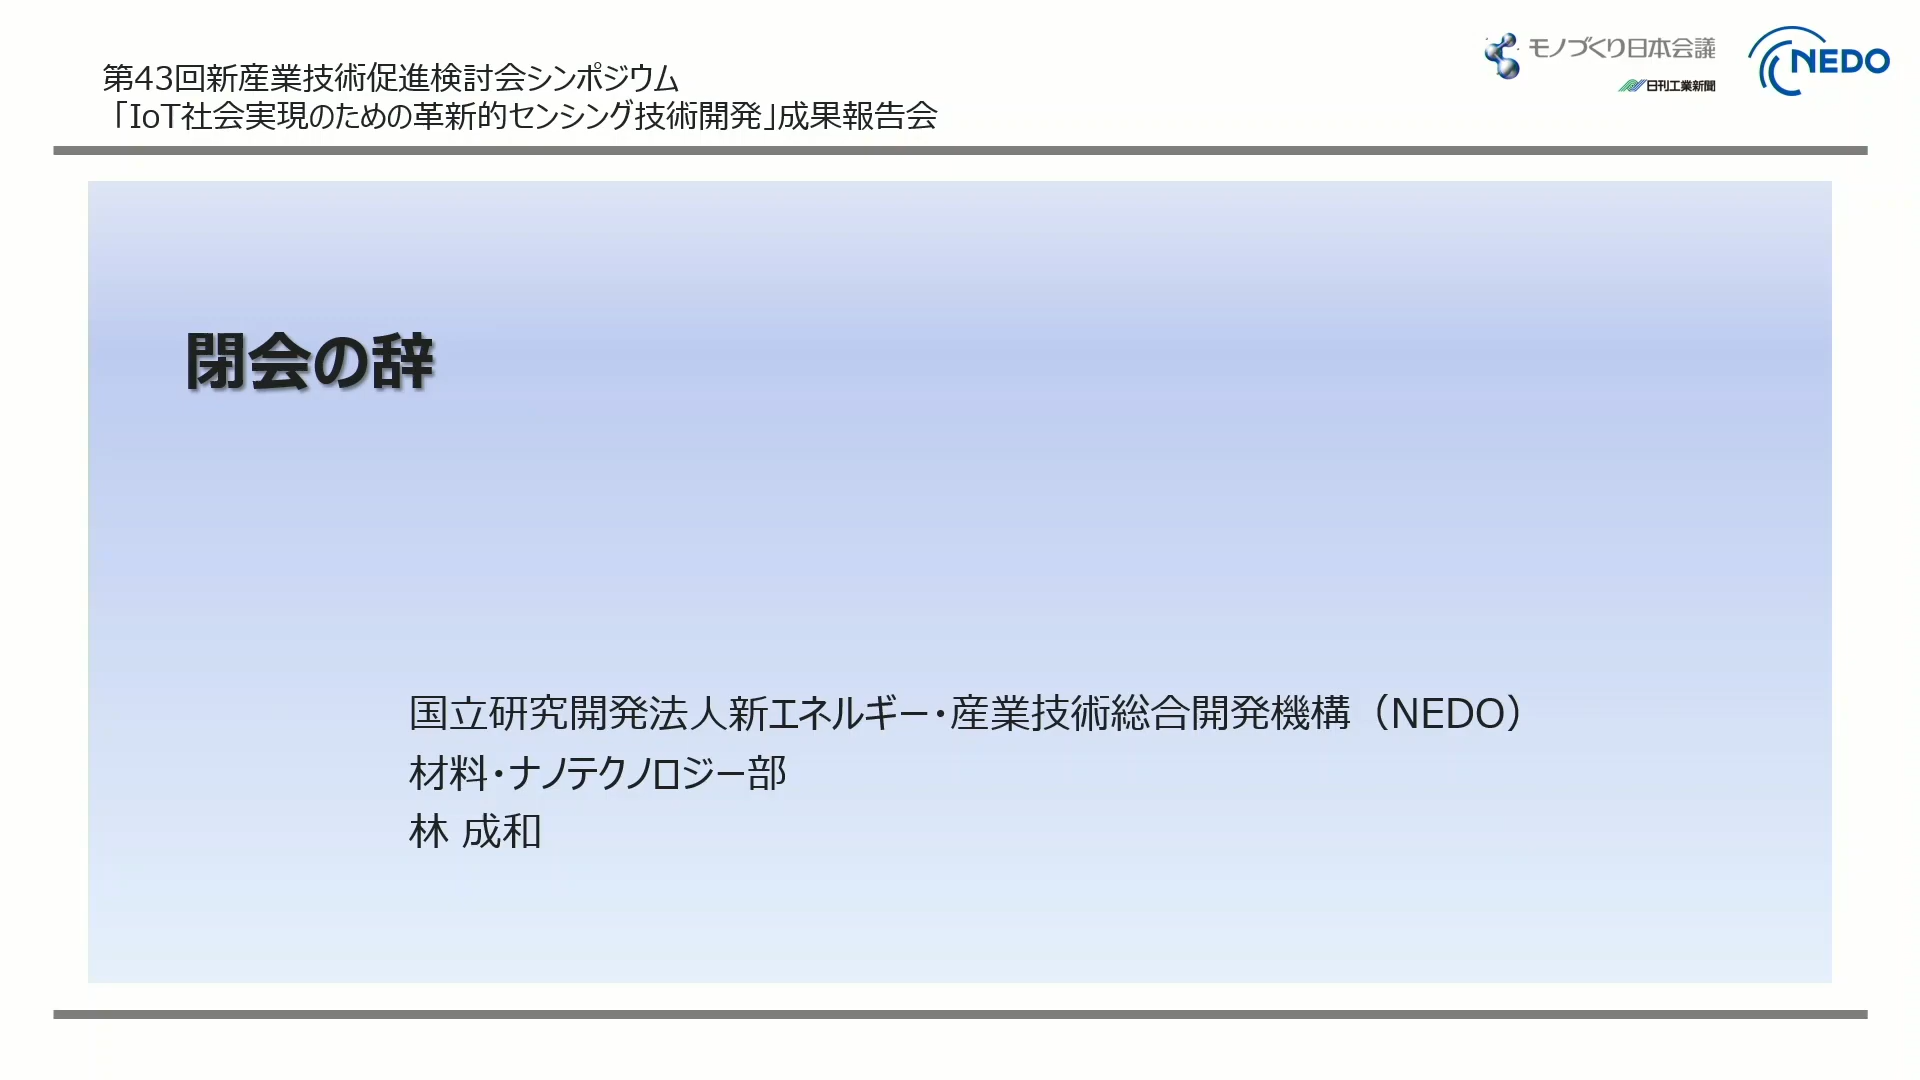 第43回新産業技術促進検討会シンポジウム
「IoT社会実現のための革新的センシング技術開発」成果報告会
モノづくり日本会議
日刊工業新聞
NEDO
閉会の辞
国立研究開発法人新エネルギー・産業技術総合開発機構（NEDO）
材料・ナノテクノロジー部
林 成和